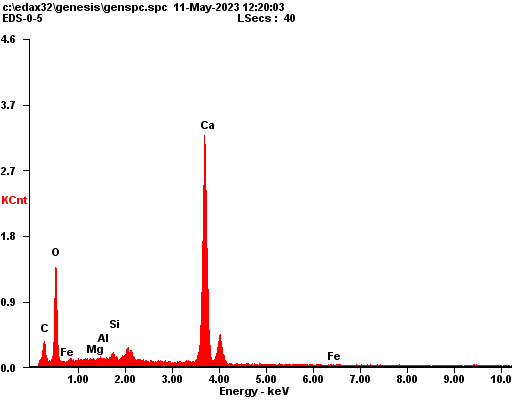 c:\edax32\genesis\genspc.spc 11-May-2023 12:20:03
EDS-0-5 LSecs : 40
4.6
3.7
Ca
2.7
KCnt
1.8
O
0.9
Si
C
Al
Fe Mg Fe
0.0
1.00 2.00 3.00 4.00 5.00 6.00 7.00 8.00 9.00 10.0
Energy - keV